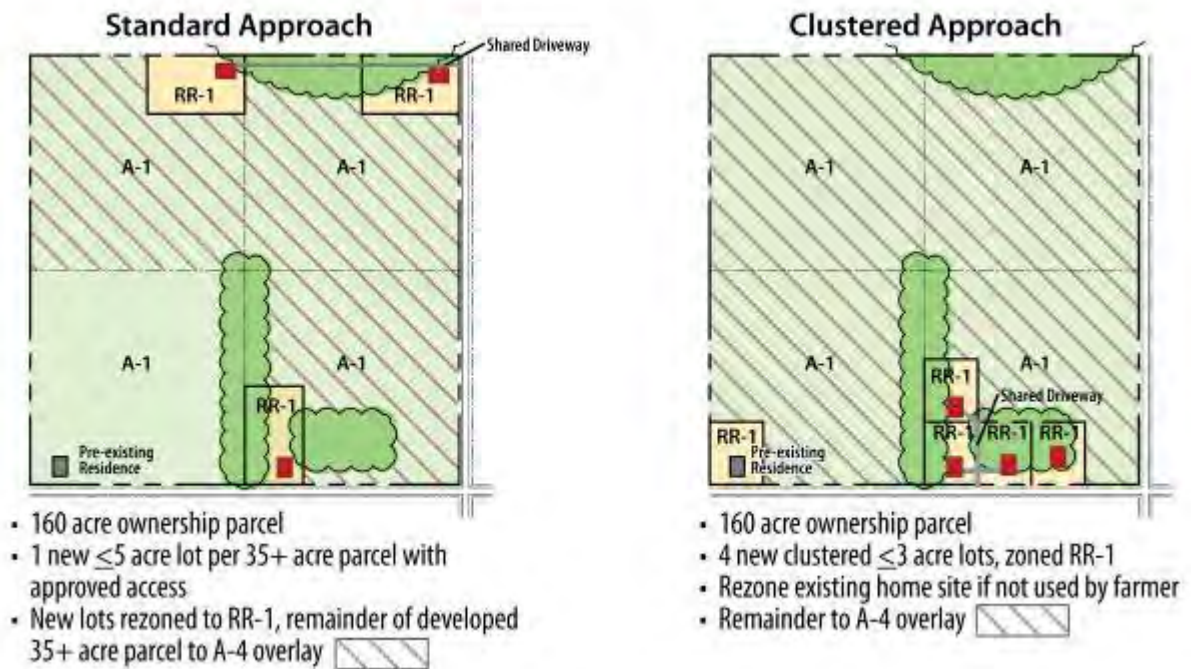 Standard Approach
Shared Driveway
RR-1
RR-1
A-1
A-1
A-1
A-1
RR-1
Pre-existing
Residence
• 160 acre ownership parcel
• 1 new ≤5 acre lot per 35+ acre parcel with
approved access
• New lots rezoned to RR-1, remainder of developed
35+ acre parcel to A-4 overlay
Clustered Approach
A-1
A-1
A-1
A-1
RR-1
Shared Driveway
RR-1
RR-1
RR-1
RR-1
Pre-existing
Residence
• 160 acre ownership parcel
• 4 new clustered ≤3 acre lots, zoned RR-1
• Rezone existing home site if not used by farmer
• Remainder to A-4 overlay